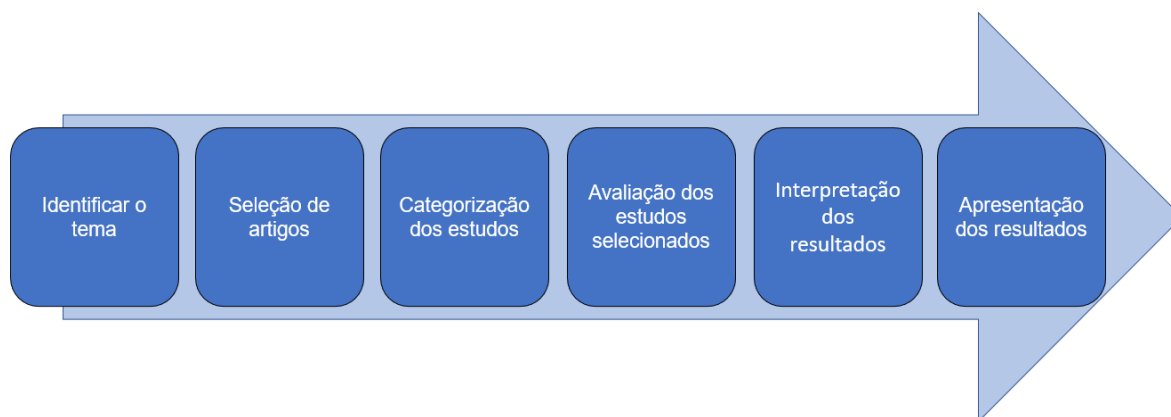 Identificar o
tema
Seleção de
artigos
Categorização
dos estudos
Avaliação dos
estudos
selecionados
Interpretação
dos
resultados
Apresentação
dos resultados